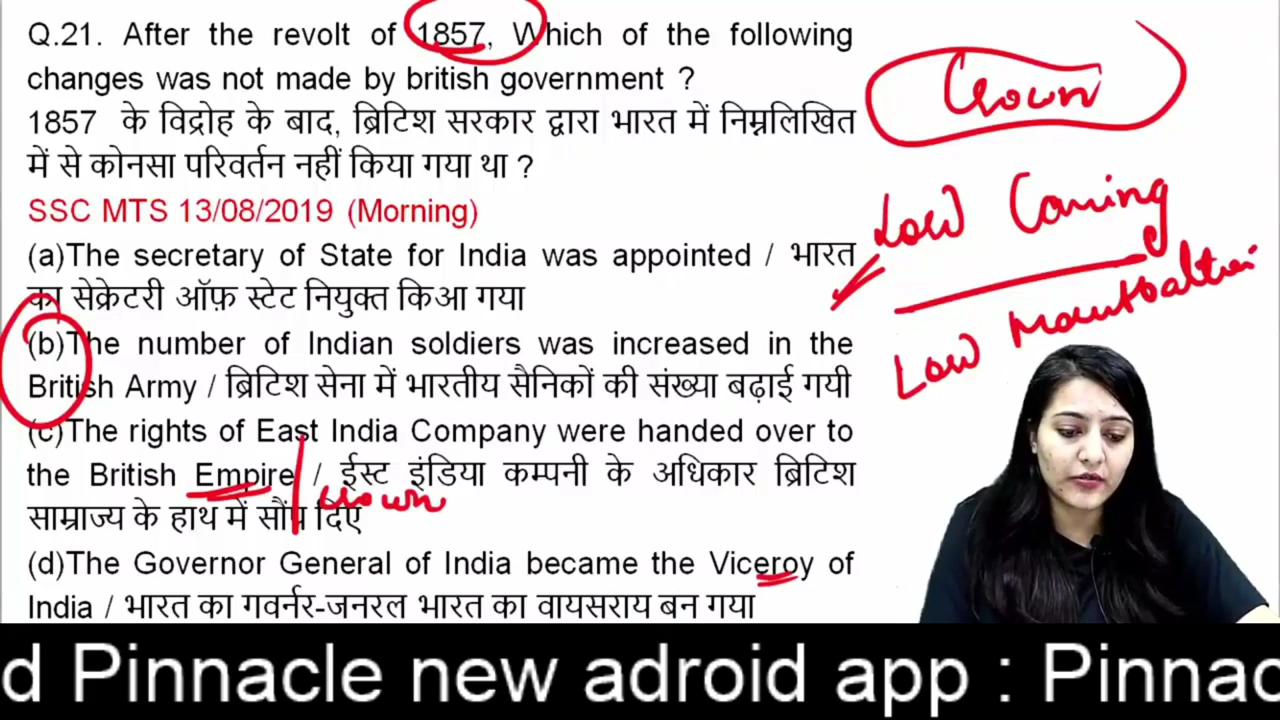 Q.21. After the revolt of 1857, Which of the following
changes was not made by british government ?
1857 के विद्रोह के बाद, ब्रिटिश सरकार द्वारा भारत में निम्नलिखित
में से कोनसा परिवर्तन नहीं किया गया था ?
SSC MTS 13/08/2019 (Morning)
(a)The secretary of State for India was appointed / भारत
का सेक्रेटरी ऑफ़ स्टेट नियुक्त किआ गया
(b)The number of Indian soldiers was increased in the
British Army / ब्रिटिश सेना में भारतीय सैनिकों की संख्या बढ़ाई गयी
(c)The rights of East India Company were handed over to
the British Empire / ईस्ट इंडिया कम्पनी के अधिकार ब्रिटिश
साम्राज्य के हाथ में सौंप दिए
crown
(d)The Governor General of India became the Viceroy of
India / भारत का गवर्नर-जनरल भारत का वायसराय बन गया
Crown
Canning
d Pinnacle new adroid app : Pinnac